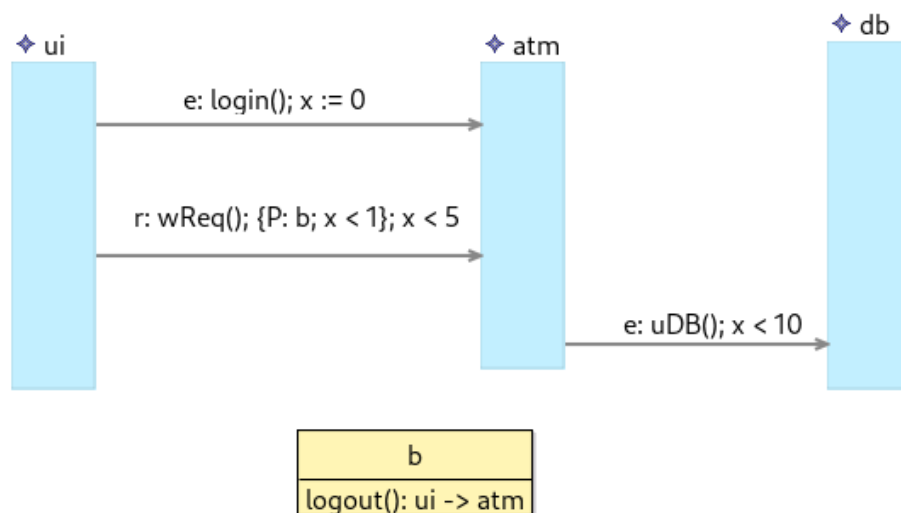 ui
atm
db
e: login(); x := 0
r: wReq(); {P: b; x < 1}; x < 5
e: uDB(); x < 10
b
logout(): ui -> atm